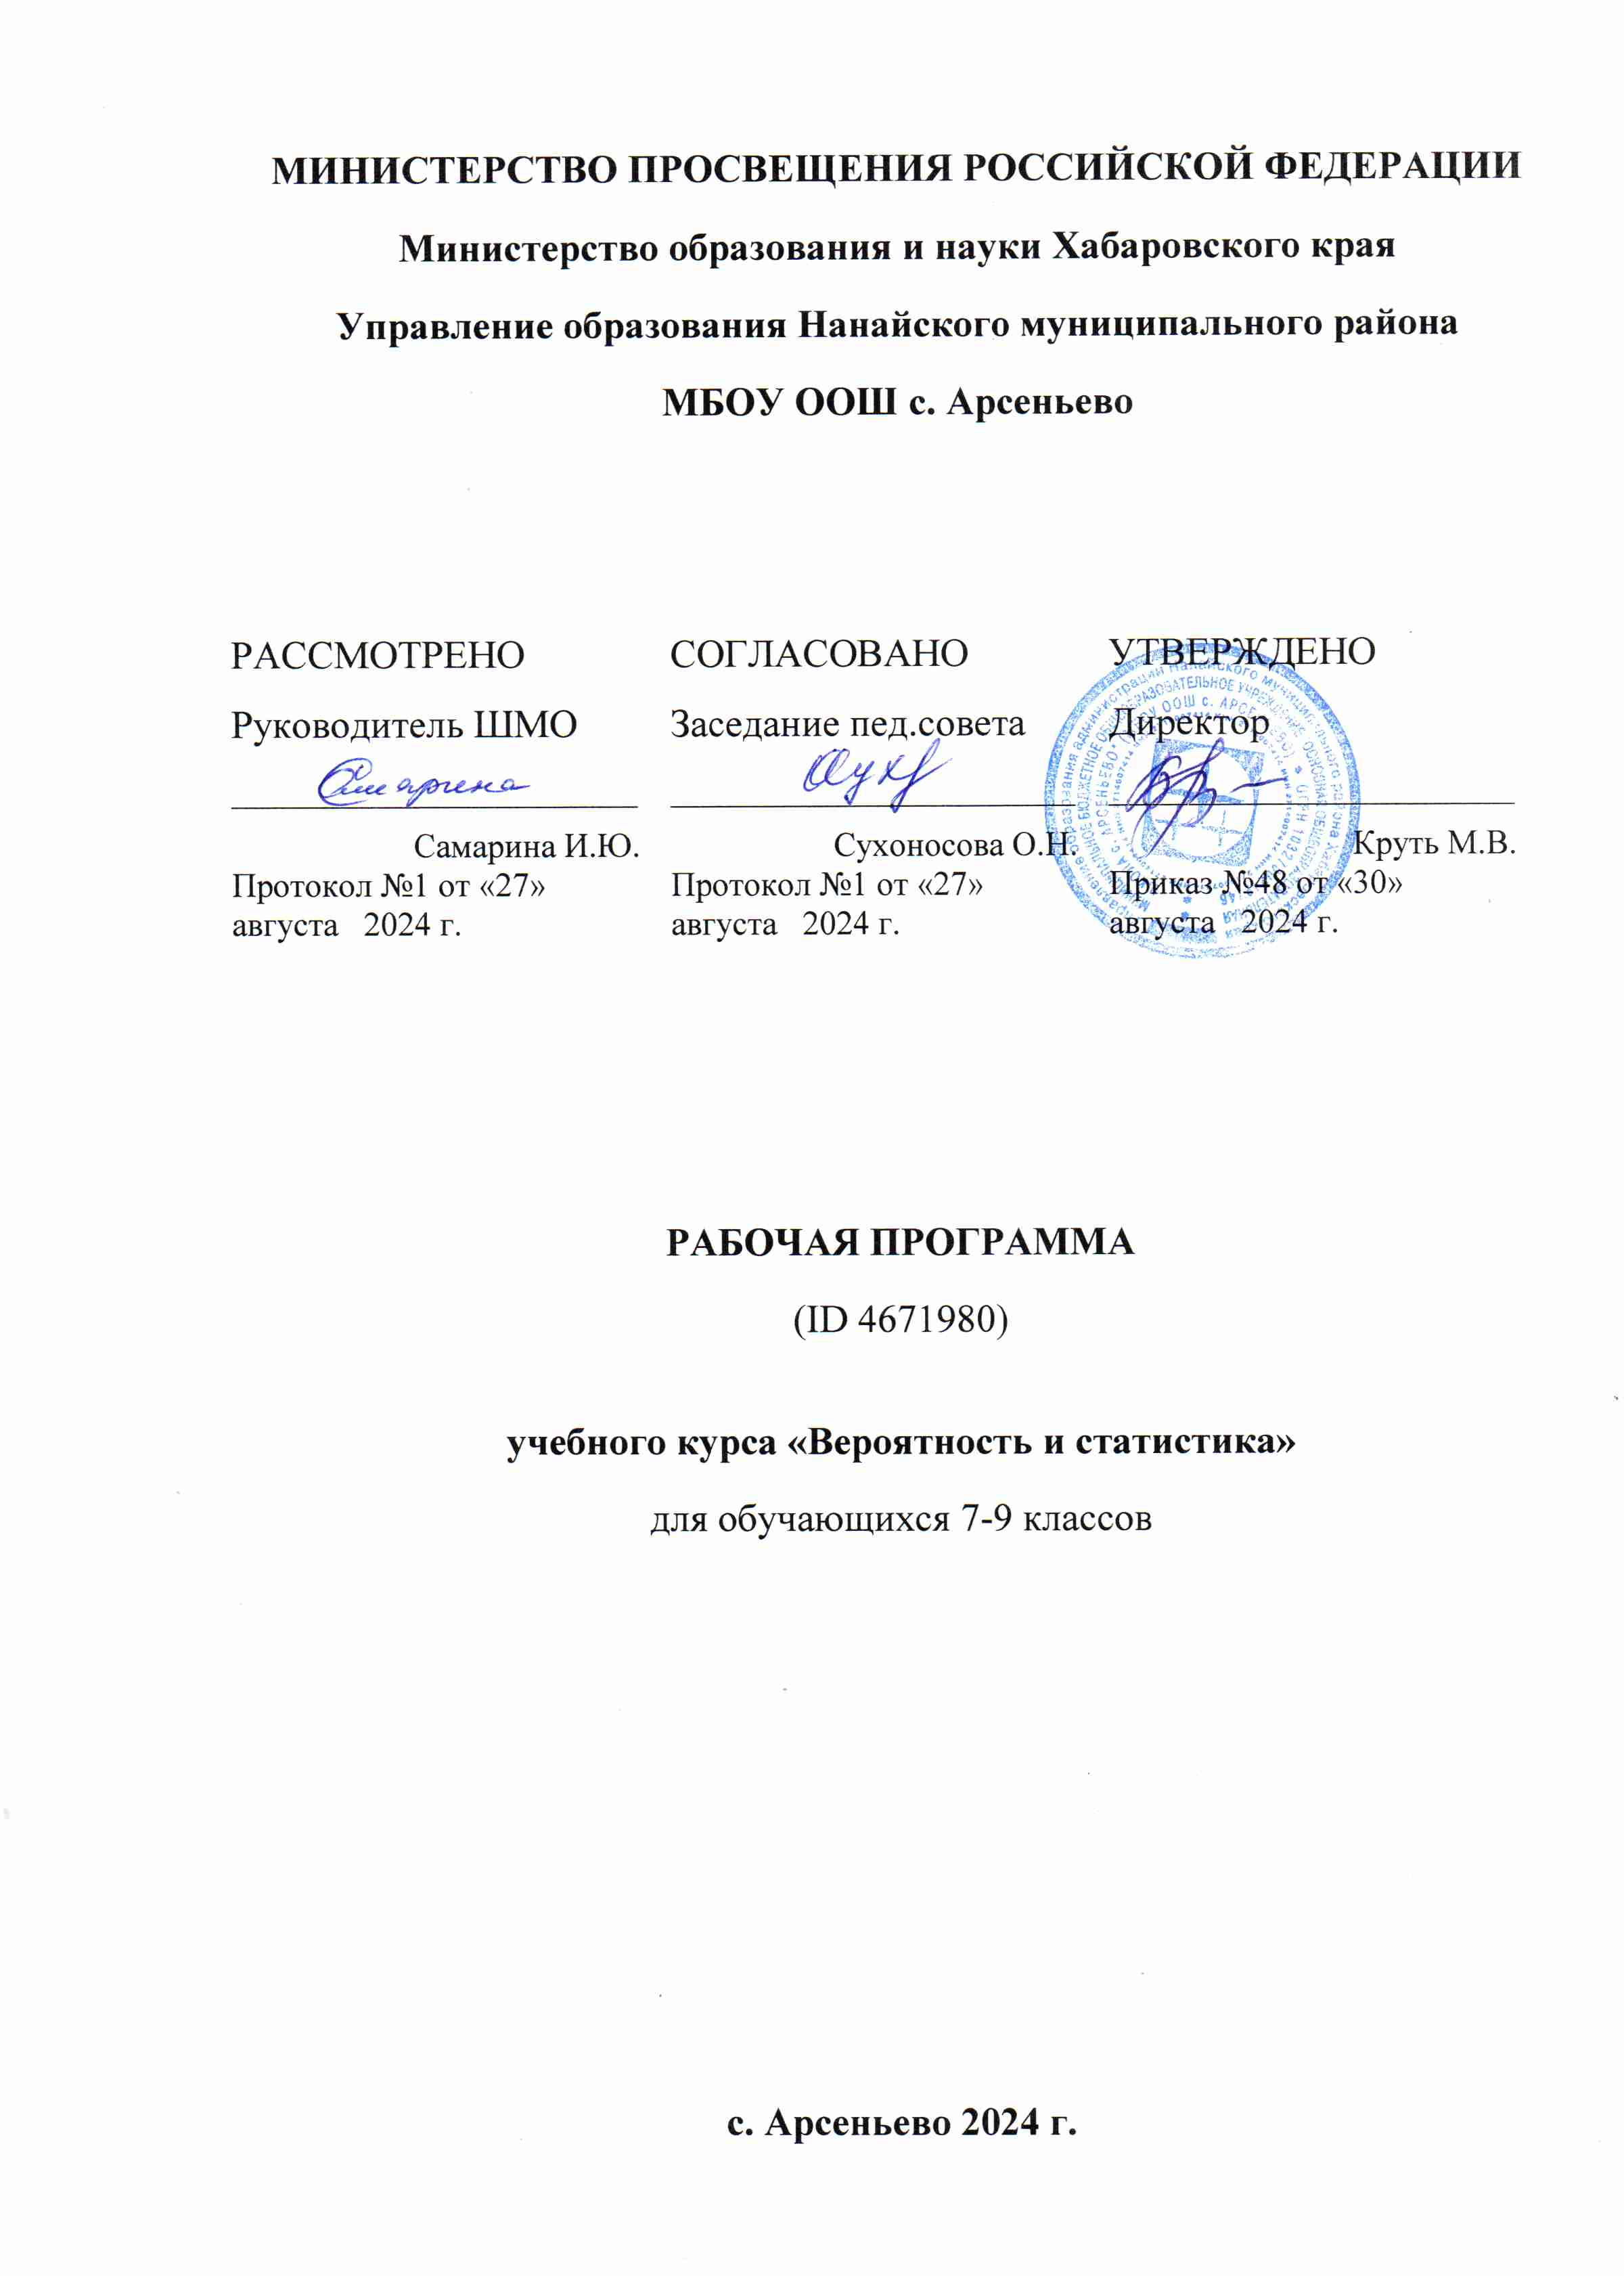 МИНИСТЕРСТВО ПРОСВЕЩЕНИЯ РОССИЙСКОЙ ФЕДЕРАЦИИ
Министерство образования и науки Хабаровского края
Управление образования Нанайского муниципального района
МБОУ ООШ с. Арсеньево
РАССМОТРЕНО
Руководитель ШМО
Самарина
Самарина И.Ю.
Протокол №1 от «27»
августа 2024 г.
СОГЛАСОВАНО
Заседание пед.совета
Сухоносова О.Н.
Протокол №1 от «27»
августа 2024 г.
УТВЕРЖДЕНО
Директор
Круть М.В.
Приказ №48 от «30»
августа 2024 г.
РАБОЧАЯ ПРОГРАММА
(ID 4671980)
учебного курса «Вероятность и статистика»
для обучающихся 7-9 классов
с. Арсеньево 2024 г.